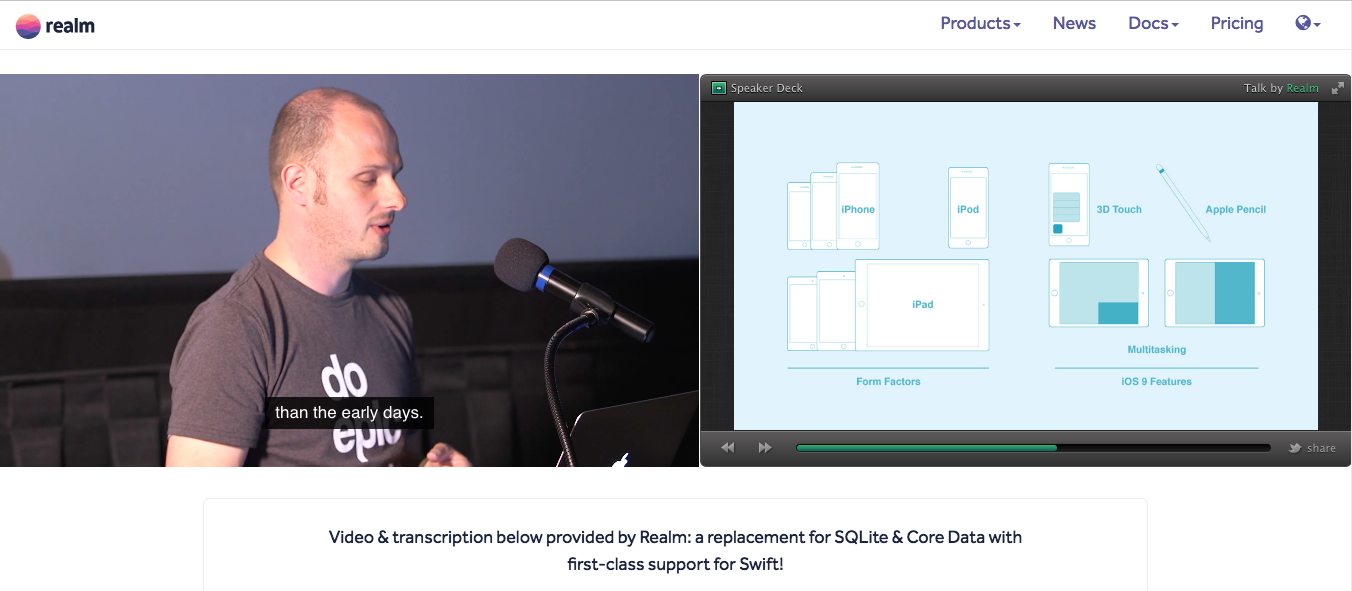 realm
Products
News
Docs
Pricing
Speaker Deck
Talk by Realm
do
epic
than the early days.
iPhone
iPod
3D Touch
Apple Pencil
iPad
Multitasking
Form Factors
iOS 9 Features
share
Video & transcription below provided by Realm: a replacement for SQLite & Core Data with
first-class support for Swift!